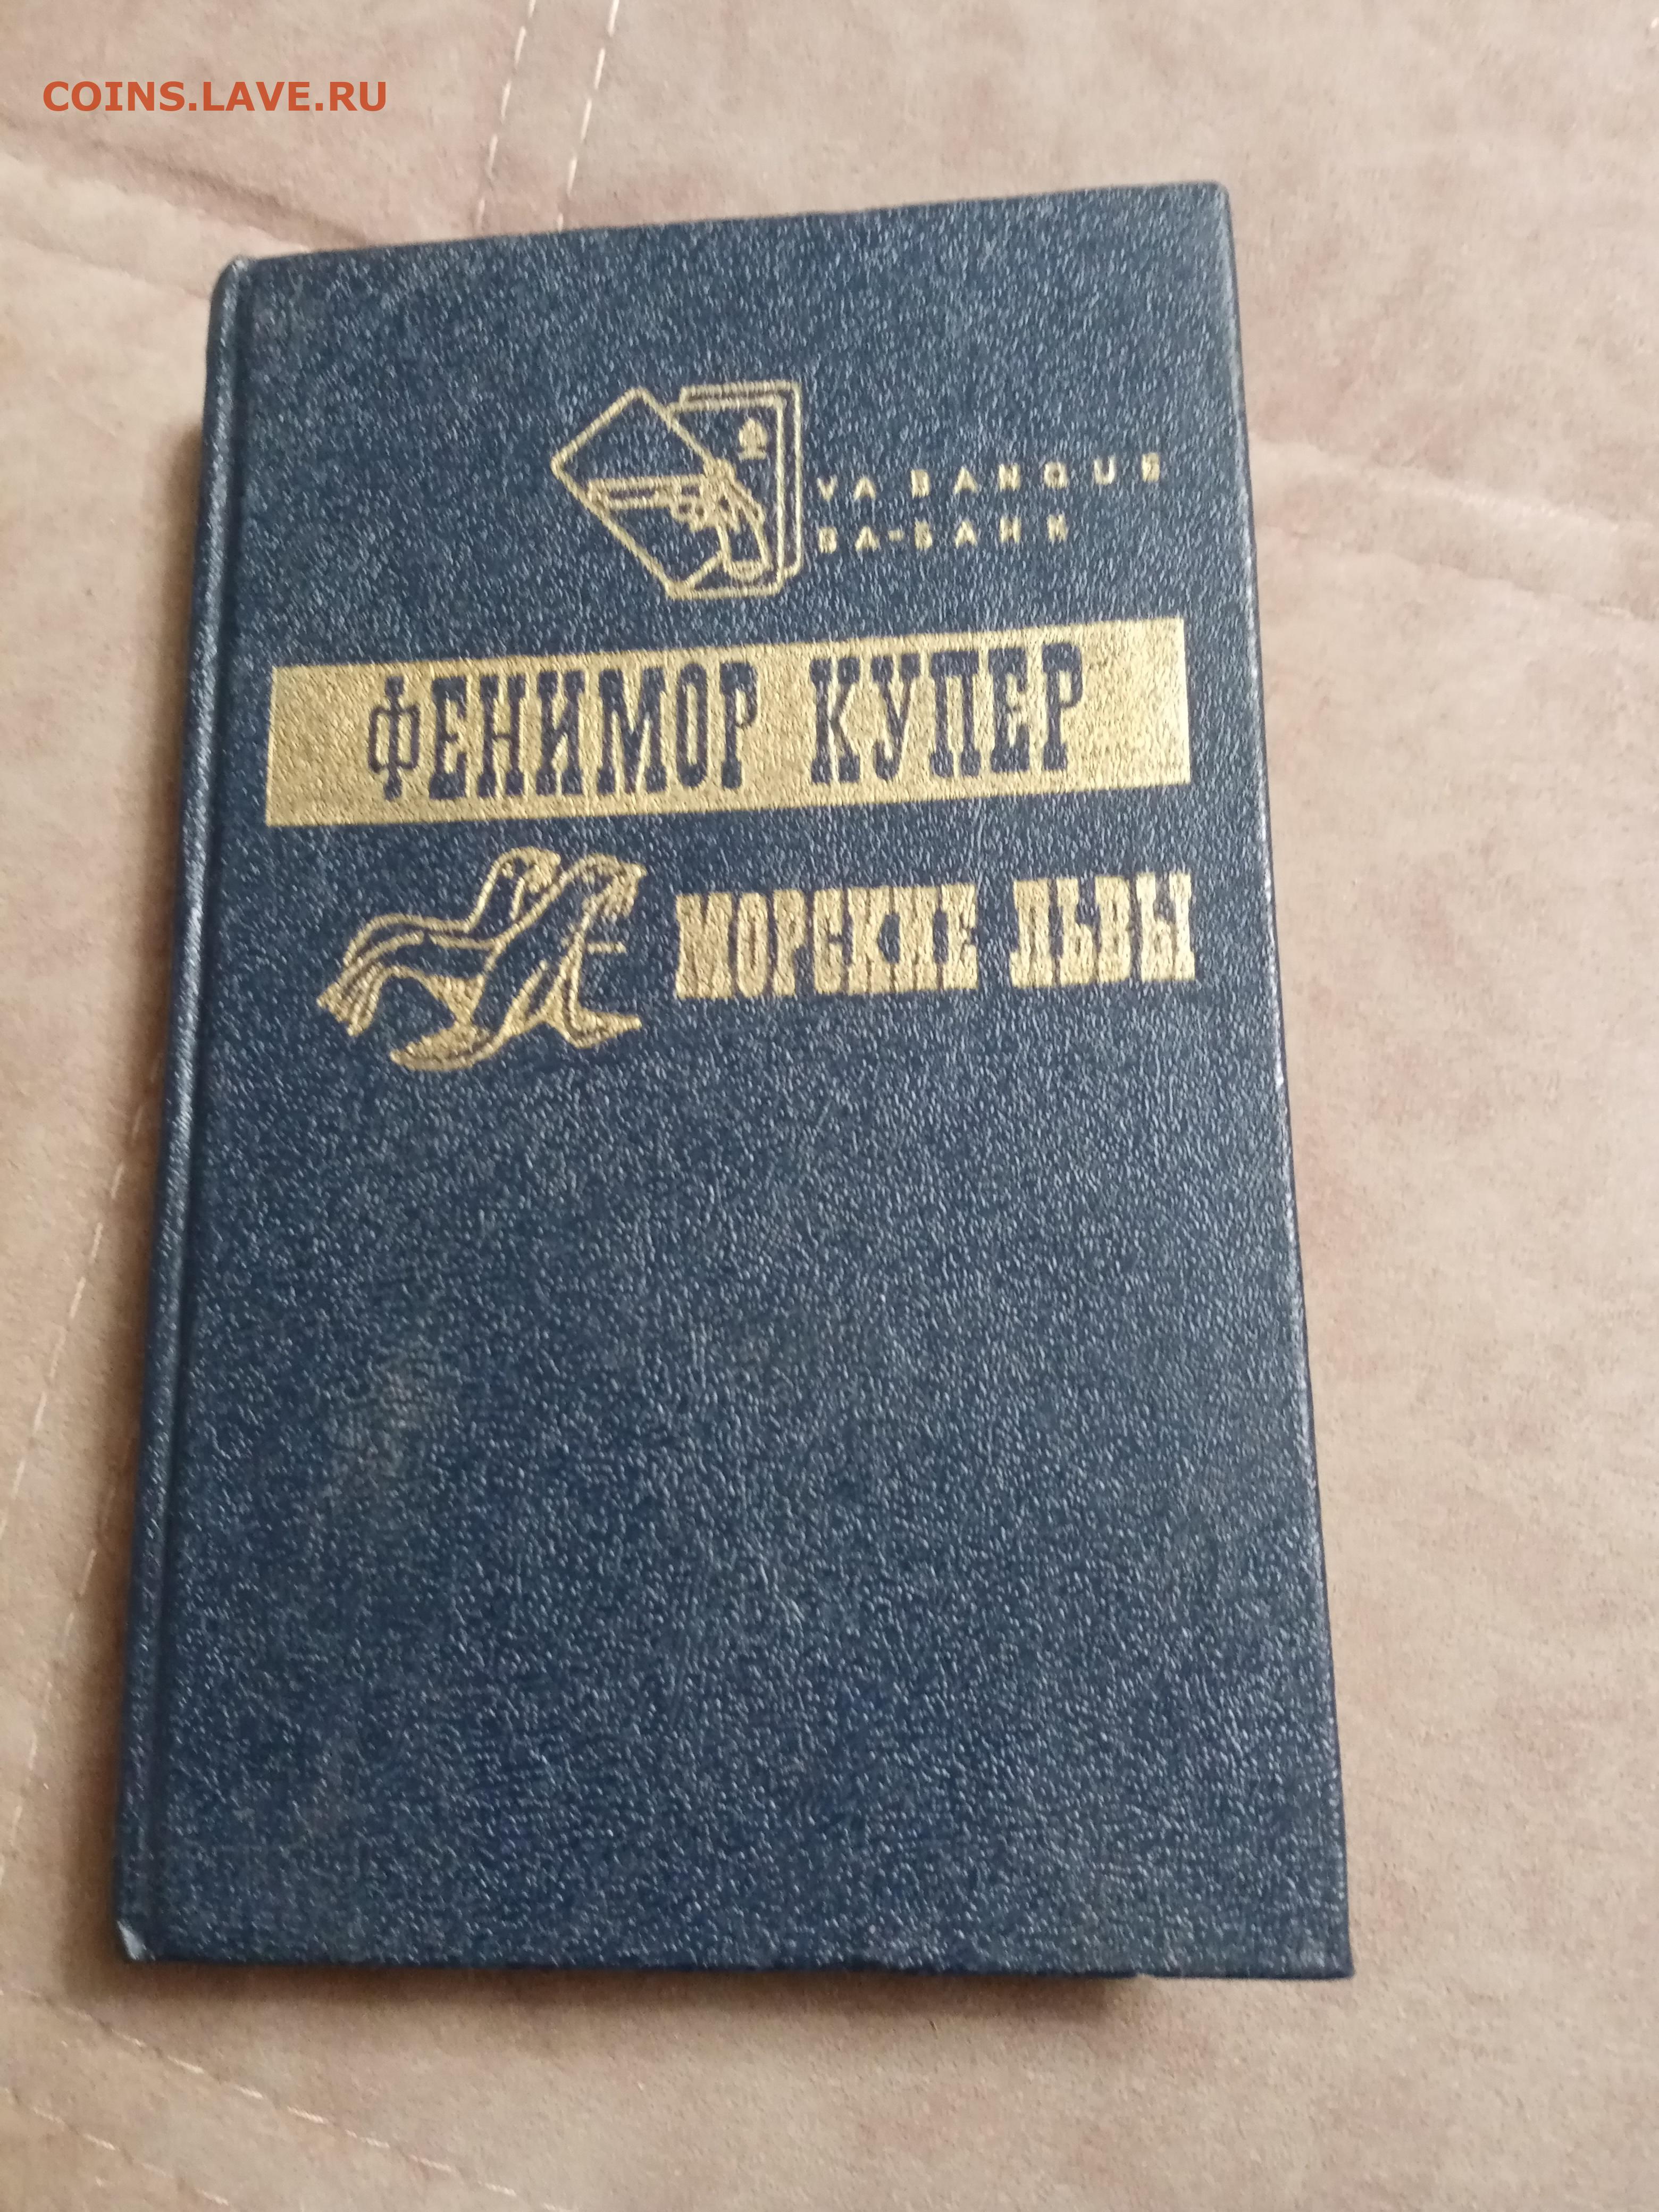 COINS.LAVE.RU
VA BANQUE
ВА-БАНК
ФЕНИМОР КУПЕР
МОРСКИЕ ЛЬВЫ